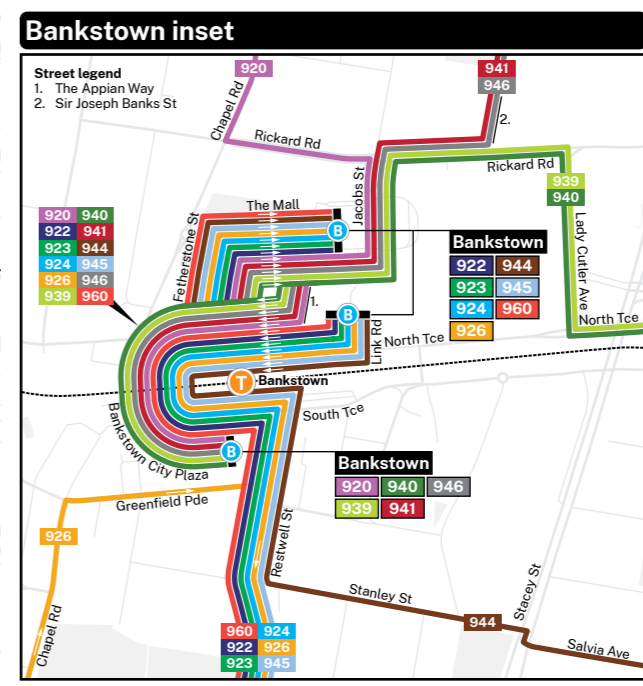 Bankstown inset
Street legend
1. The Appian Way
2. Sir Joseph Banks St
920
941
946
Chapel Rd
2.
Rickard Rd
Rickard Rd
939
940
Jacobs St
The Mall
Fetherstone St
B
Lady Cutler Ave
920 940
922 941
923 944
924 945
926 946
939 960
Bankstown
922 944
923 945
924 960
926
1.
B
Link Rd
North Tce
North Tce
T Bankstown
South Tce
Bankstown City Plaza
B
Bankstown
920 940 946
939 941
Greenfield Pde
926
Restwell St
Chapel Rd
Stanley St
Stacey St
944
Salvia Ave
960 924
922 926
923 945